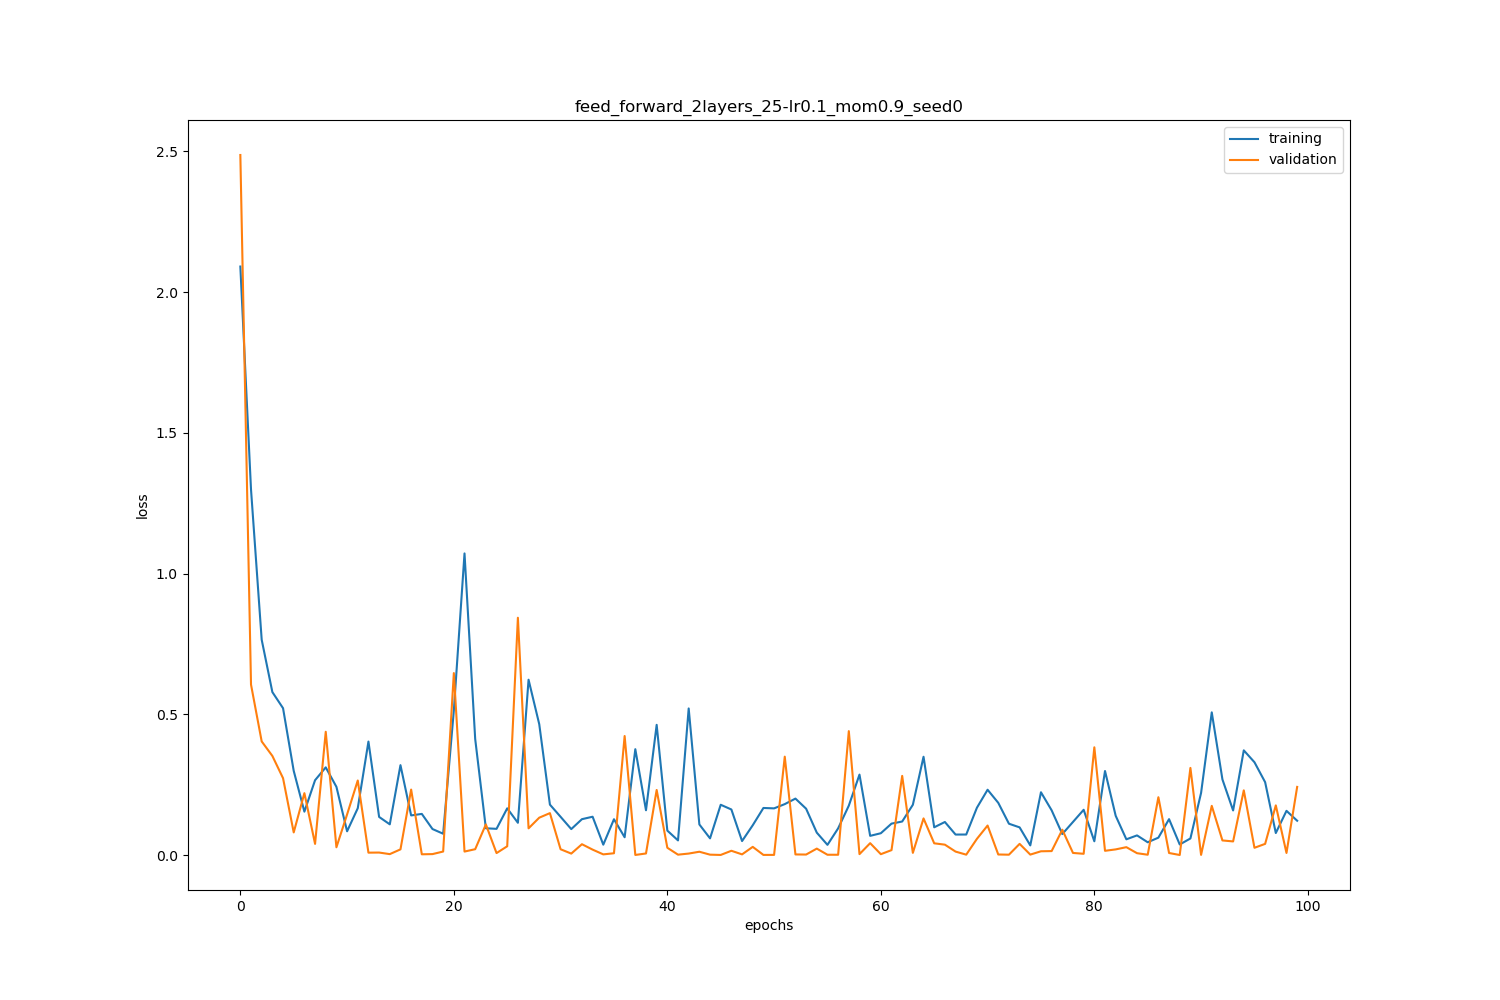 feed_forward_2layers_25-lr0.1_mom0.9_seed0
training
validation
2.5
2.0
1.5
1.0
0.5
0.0
loss
0 20 40 60 80 100
epochs